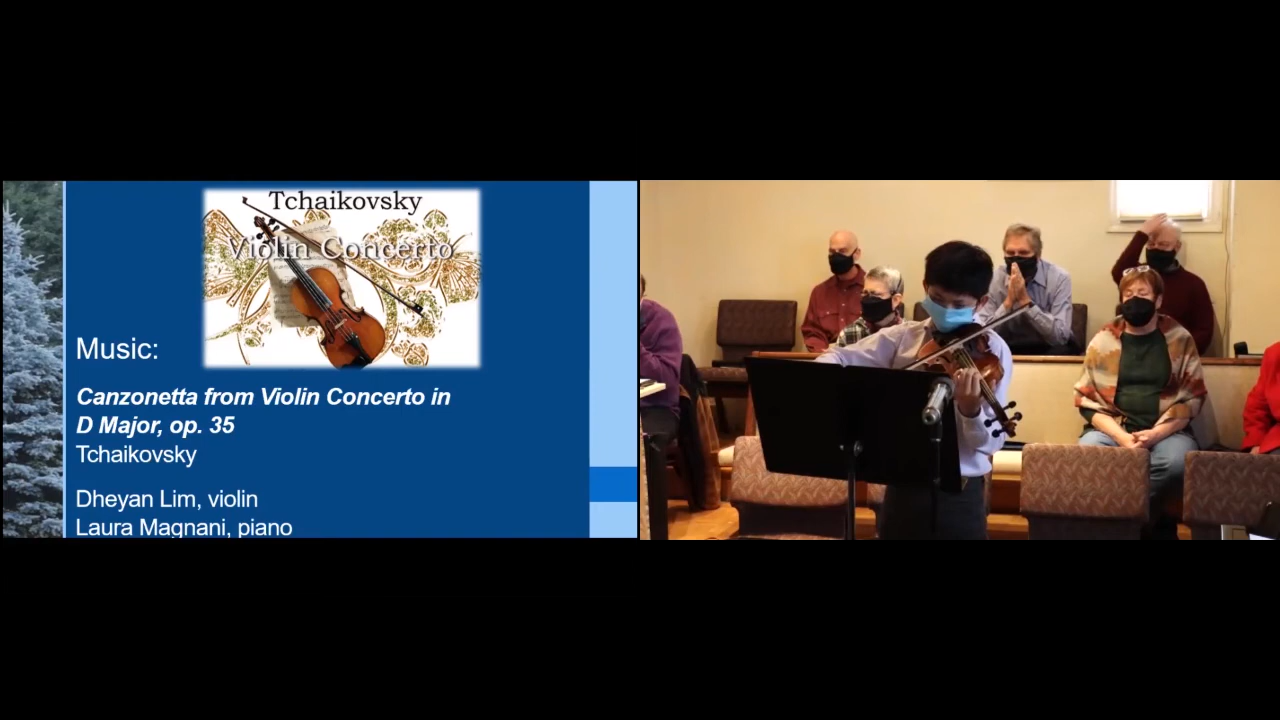 Tchaikovsky
Violin Concerto
Music:
Canzonetta from Violin Concerto in
D Major, op. 35
Tchaikovsky
Dheyan Lim, violin
Laura Magnani, piano